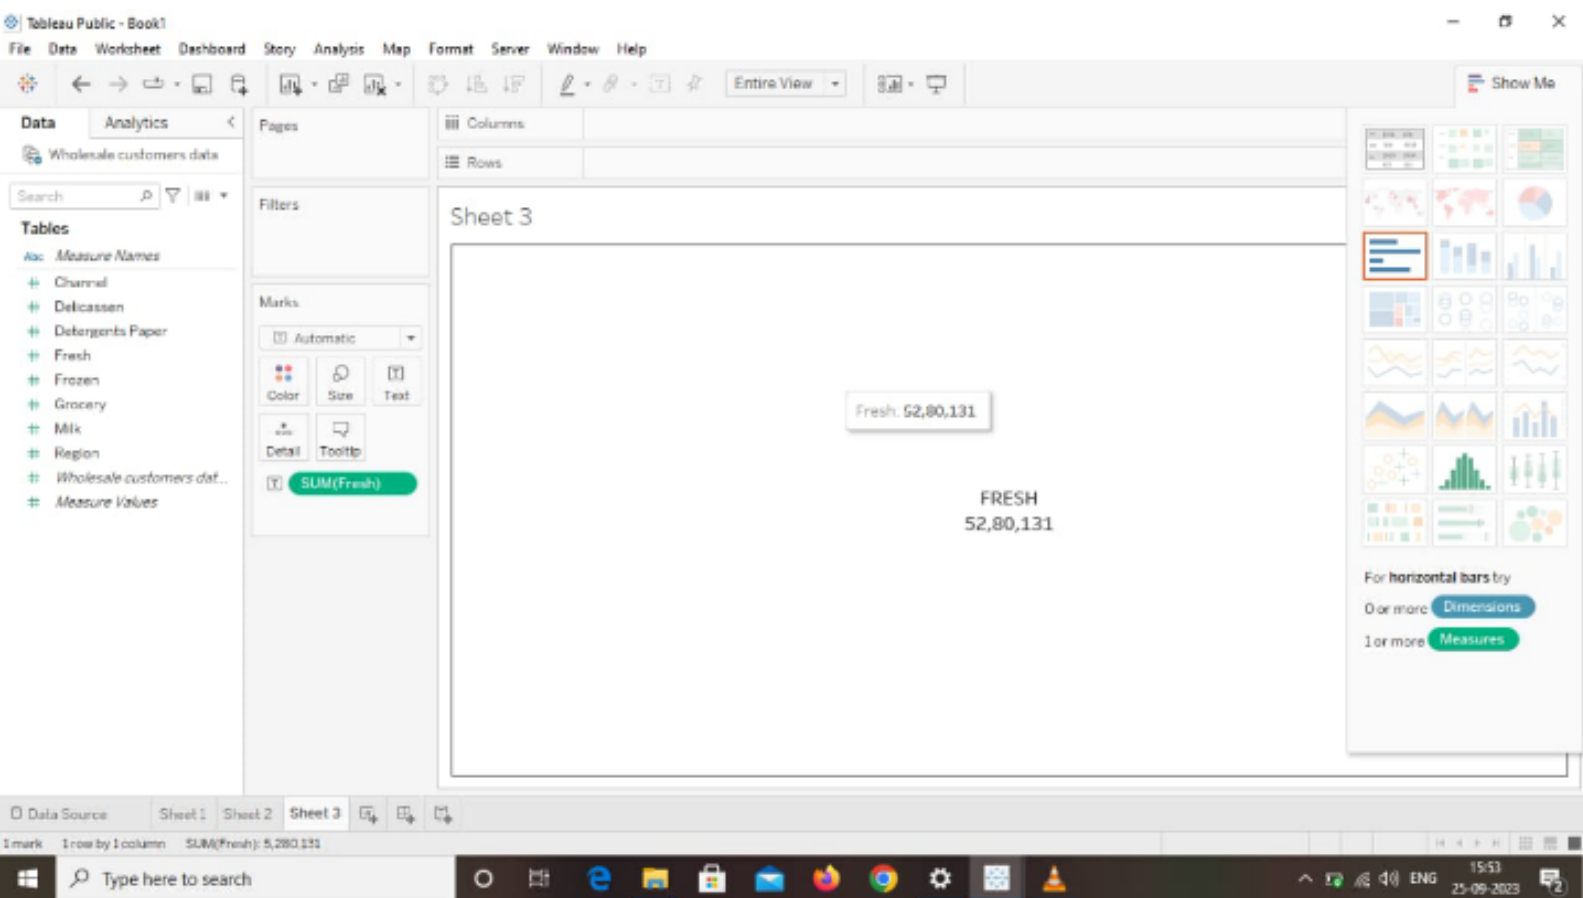 Tableau Public - Book1
File Data Worksheet Dashboard Story Analysis Map Format Server Window Help
Entire View
Show Me
Data Analytics
Pages
Columns
Wholesale customers data
Rows
Search
Filters
Sheet 3
Tables
Abc Measure Names
Channel
Delicassen
Detergents Paper
Fresh
Frozen
Grocery
Milk
Region
Wholesale customers dat...
Measure Values
Marks
Automatic
Color Size Text
Detail Tooltip
SUM(Fresh)
Fresh: 52,80,131
FRESH
52,80,131
For horizontal bars try
0 or more Dimensions
1 or more Measures
Data Source Sheet 1 Sheet 2 Sheet 3
1 mark 1 row by 1 column SUM(Fresh): 5,280,131
Type here to search
ENG
15:53
25-09-2023
2